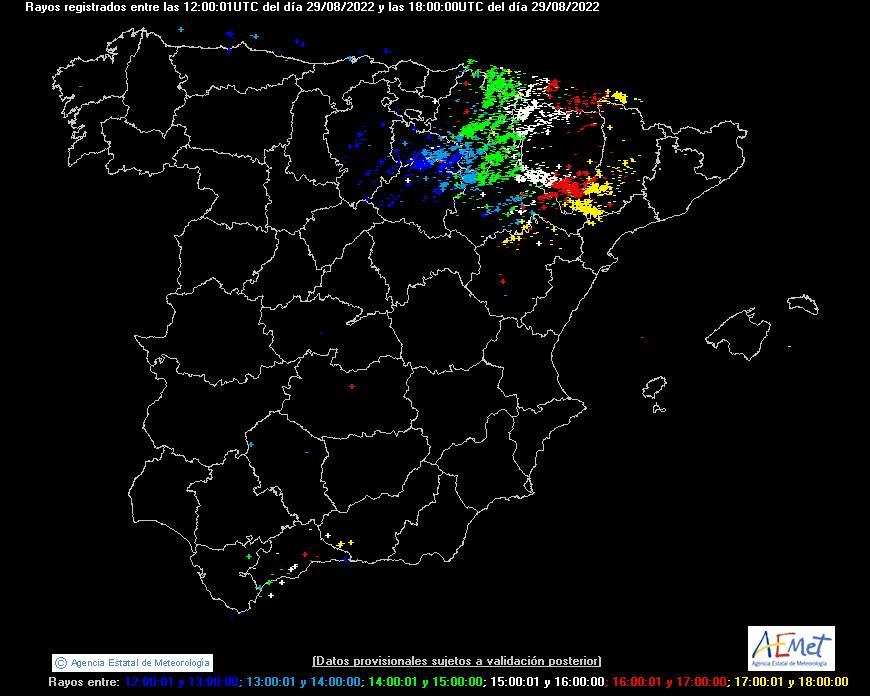 Rayos registrados entre las 12:00:01UTC del día 29/08/2022 y las 18:00:00UTC del día 29/08/2022
AEMet
Agencia Estatal de Meteorología
© Agencia Estatal de Meteorología
(Datos provisionales sujetos a validación posterior)
Rayos entre: 12:00:01 y 13:00:00; 13:00:01 y 14:00:00; 14:00:01 y 15:00:00; 15:00:01 y 16:00:00; 16:00:01 y 17:00:00; 17:00:01 y 18:00:00